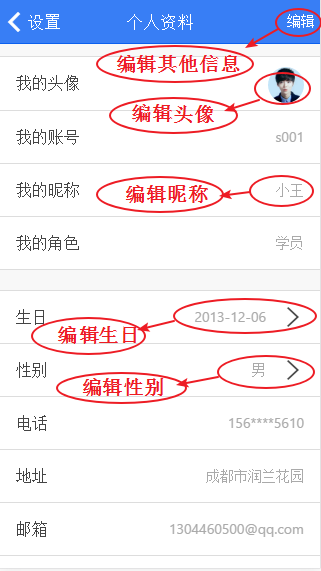 设置 个人资料 编辑
编辑其他信息
我的头像
编辑头像
我的账号 s001
我的昵称 编辑昵称 小王
我的角色 学员
生日 2013-12-06
编辑生日
性别 男
编辑性别
电话 156****5610
地址 成都市润兰花园
邮箱 1304460500@qq.com